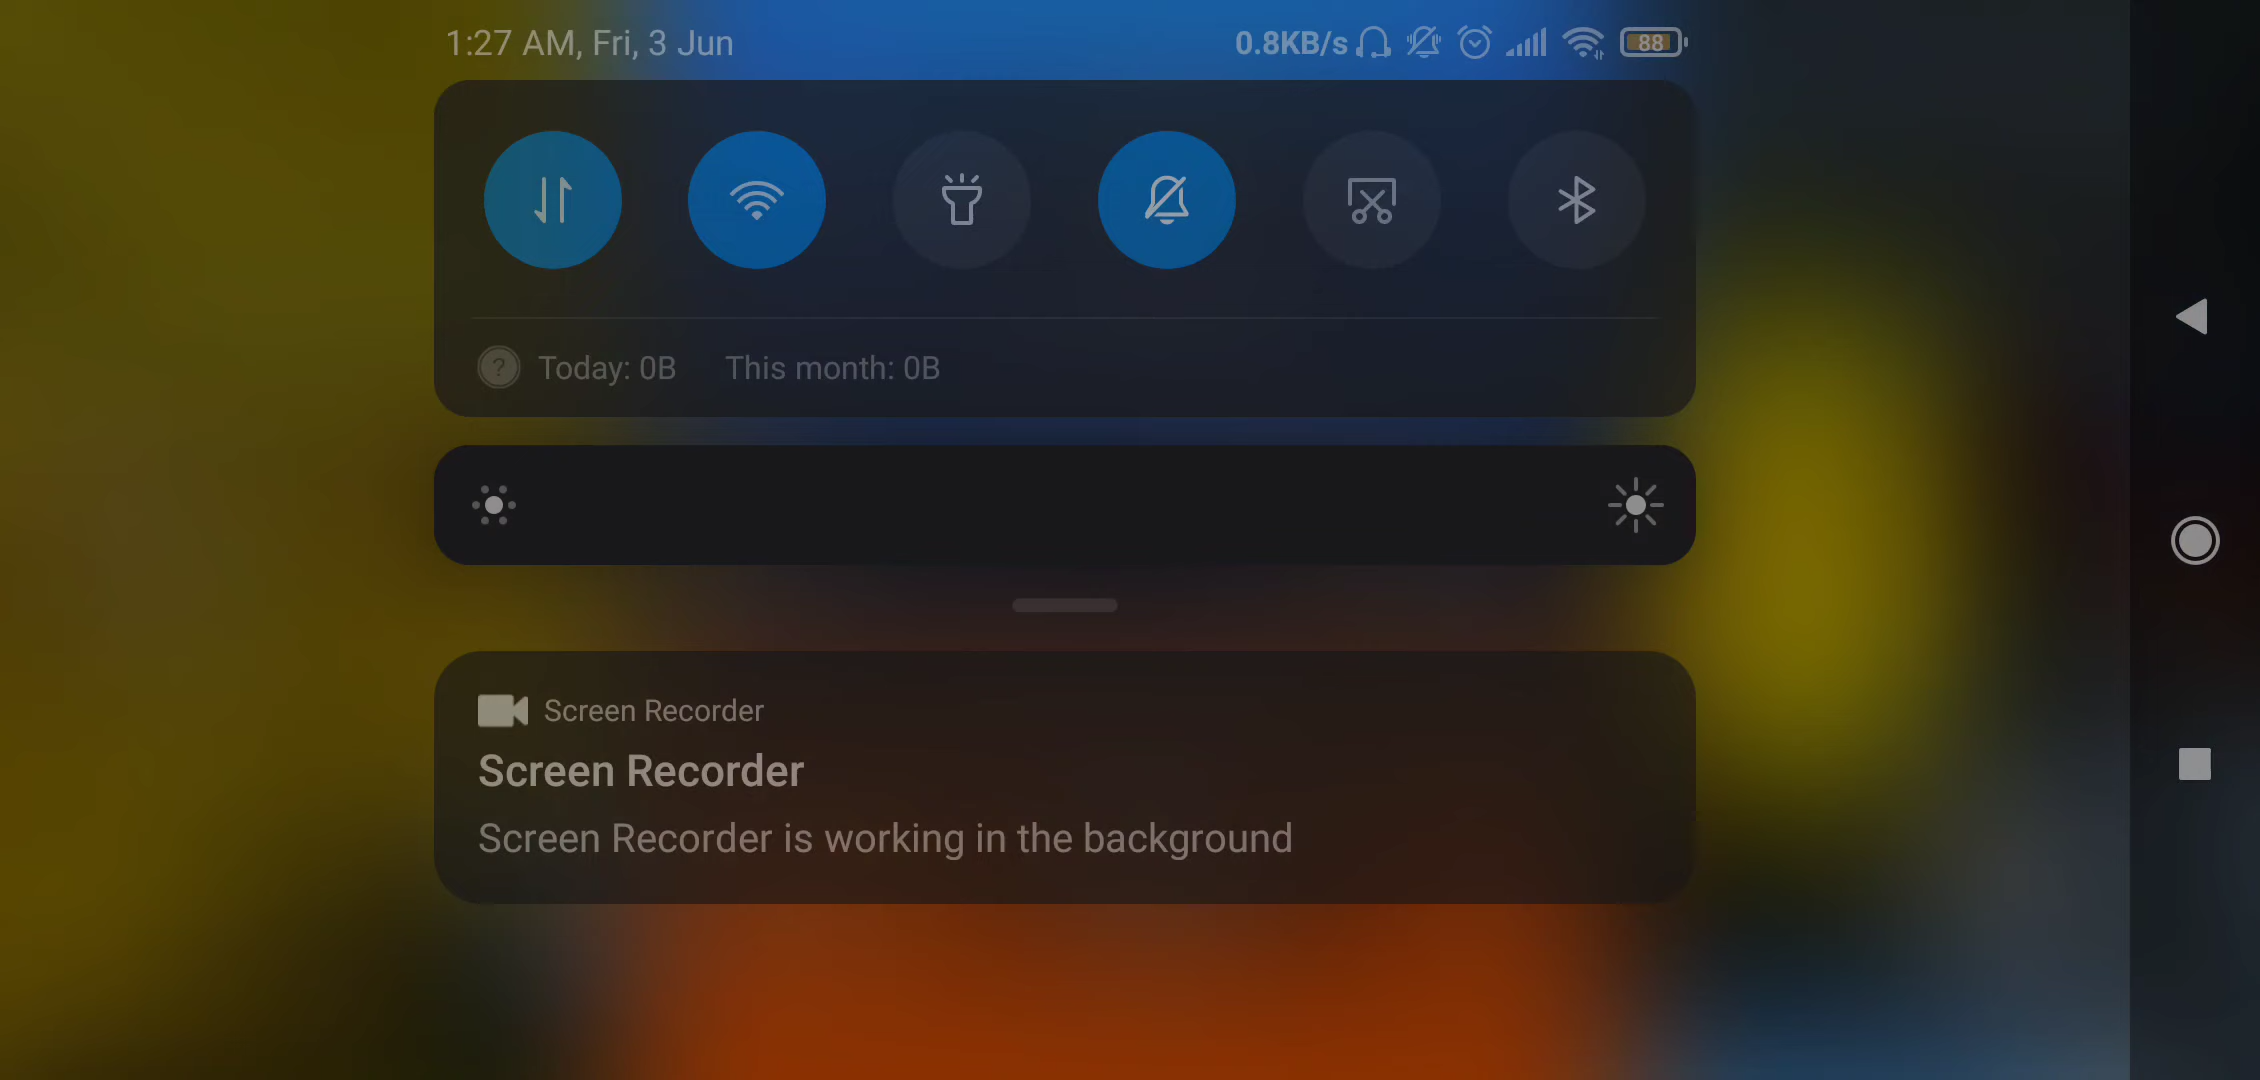 1:27 AM, Fri, 3 Jun
0.8KB/s 88
? Today: 0B This month: 0B
Screen Recorder
Screen Recorder
Screen Recorder is working in the background